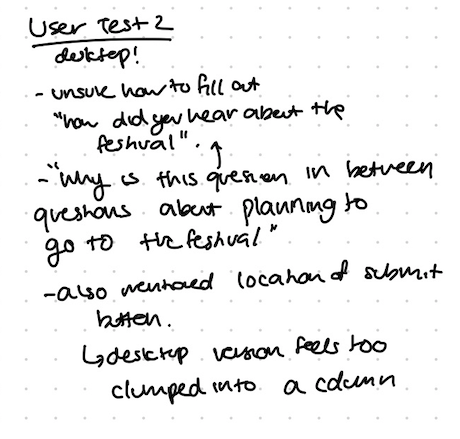 User Test 2
desktop!
- unsure how to fill out
"how did you hear about the
festival".
- "Why is this question in between
questions about planning to
go to the festival"
- also mentioned location of submit
button.
↳ desktop version feels too
clumped into a column